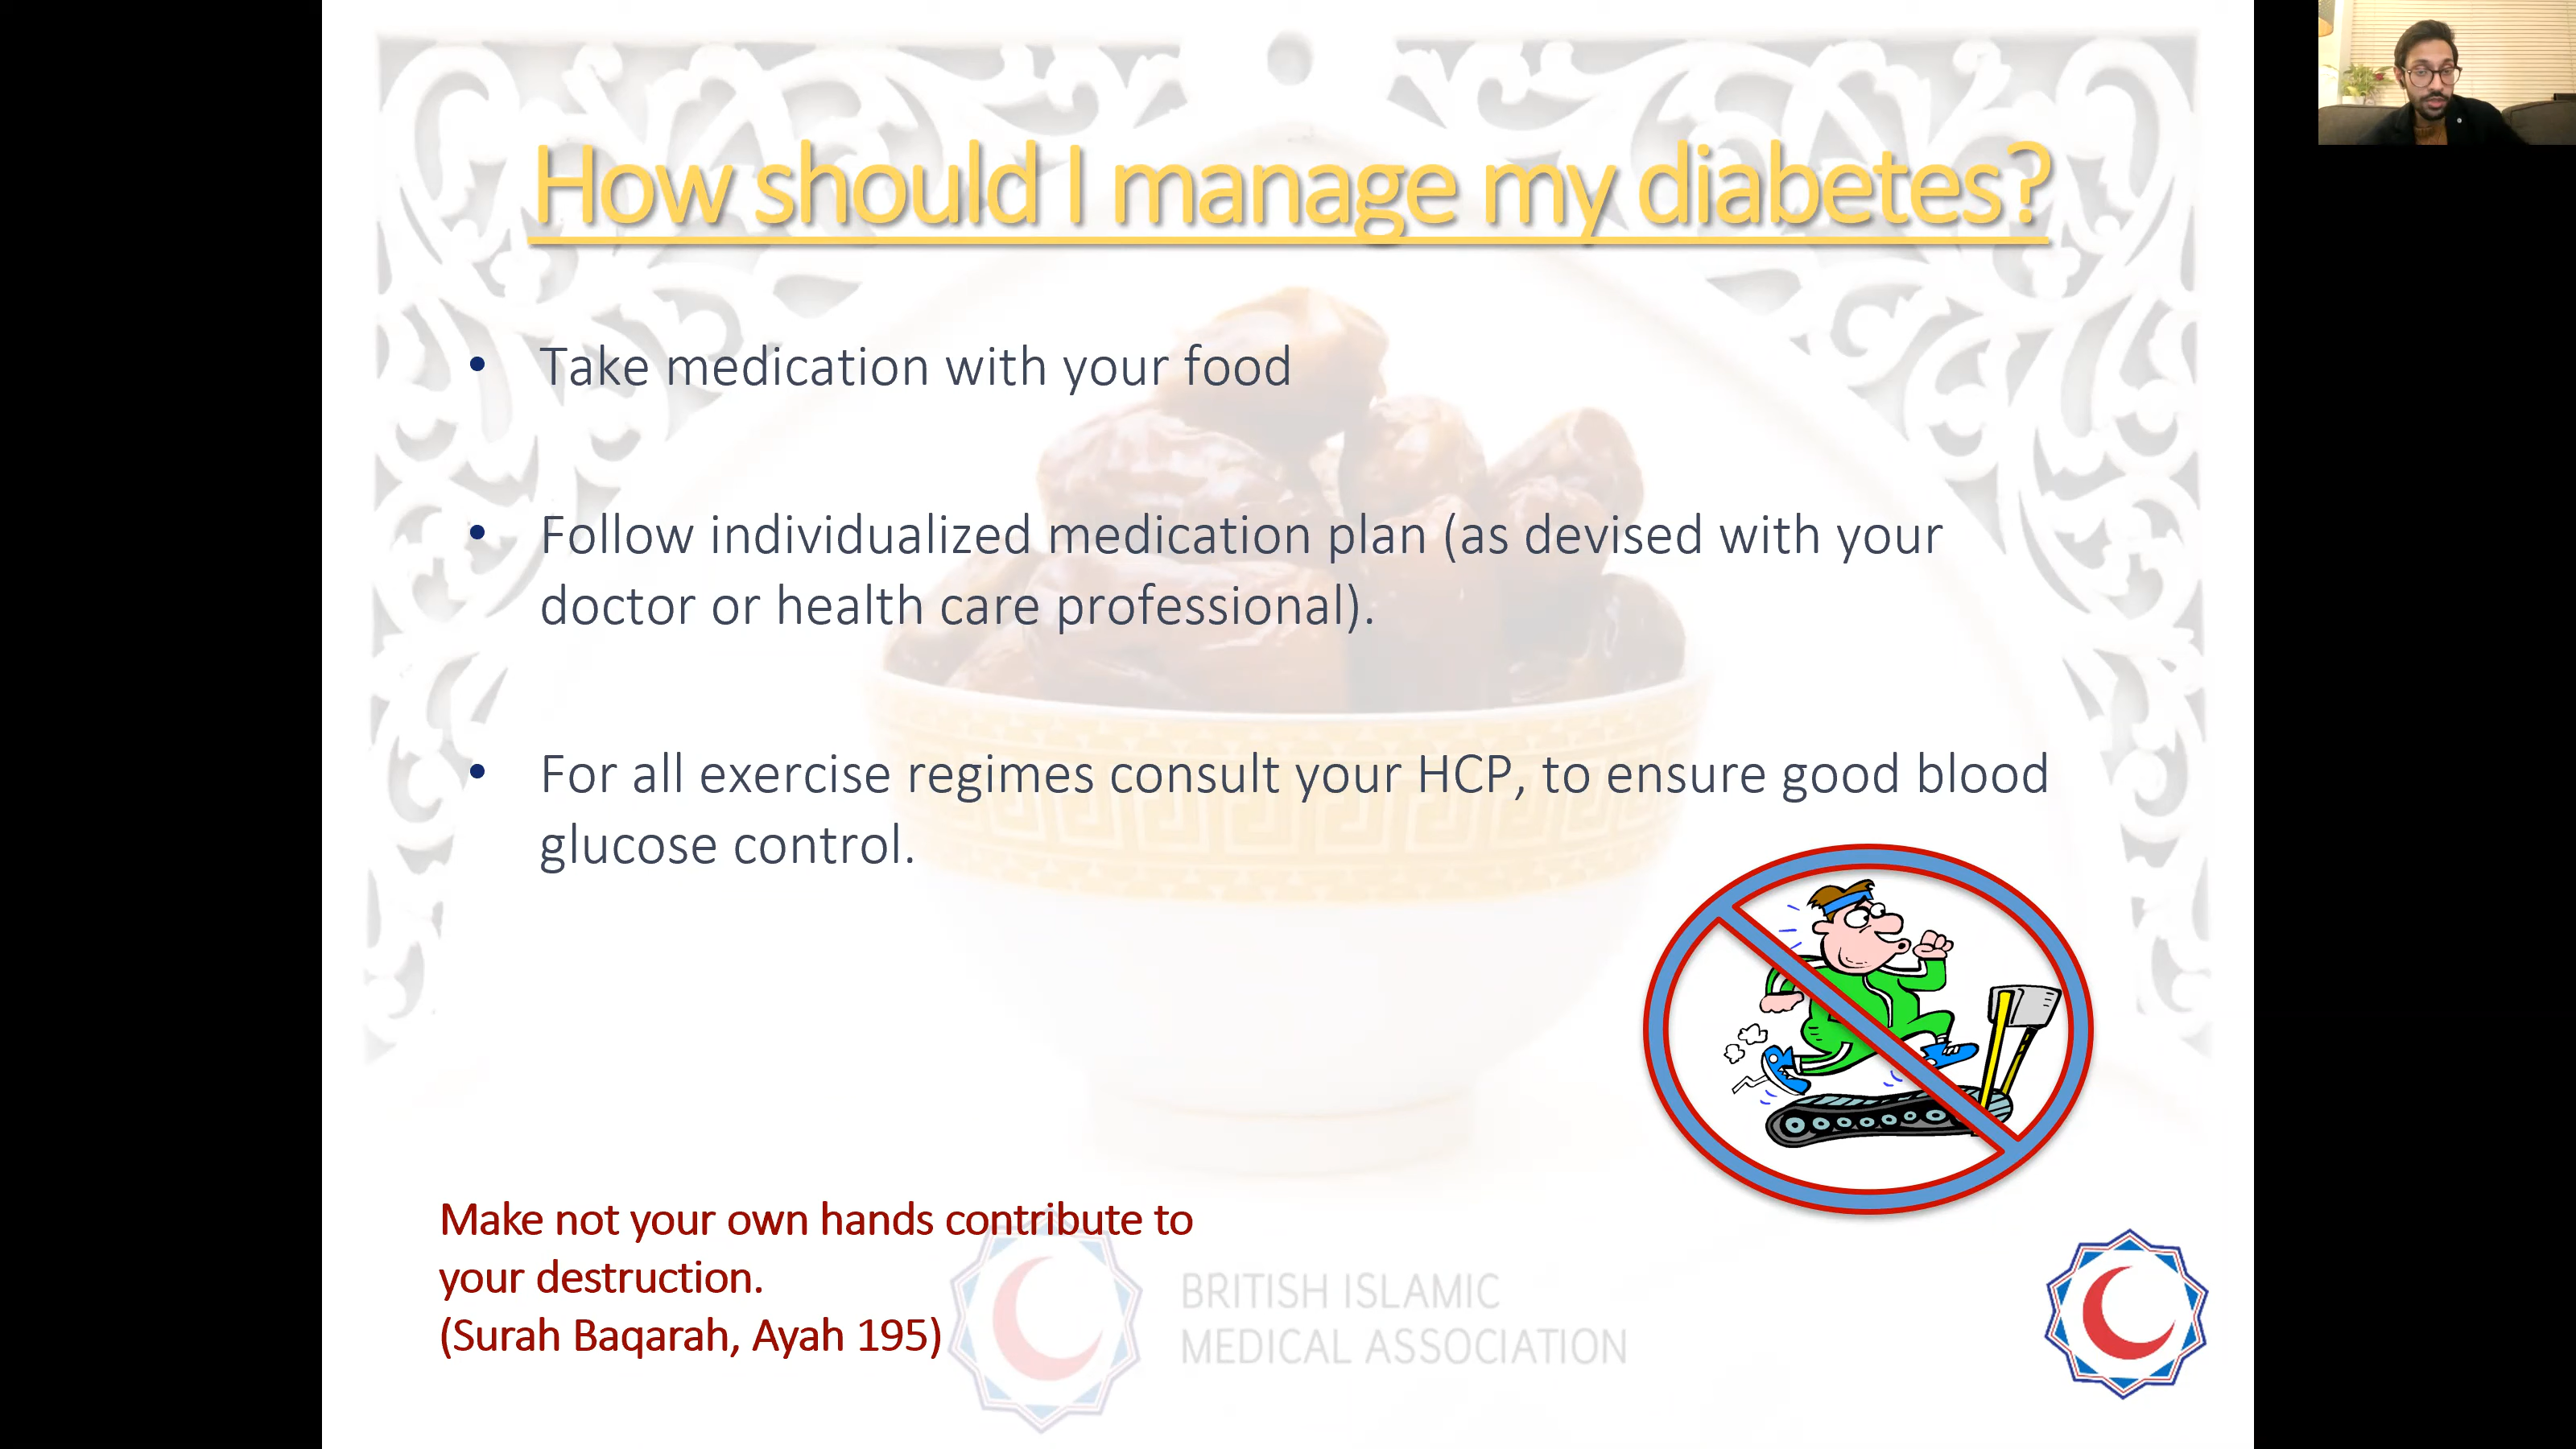 How should I manage my diabetes?
• Take medication with your food
• Follow individualized medication plan (as devised with your
doctor or health care professional).
• For all exercise regimes consult your HCP, to ensure good blood
glucose control.
Make not your own hands contribute to
your destruction.
(Surah Baqarah, Ayah 195)
BRITISH ISLAMIC
MEDICAL ASSOCIATION